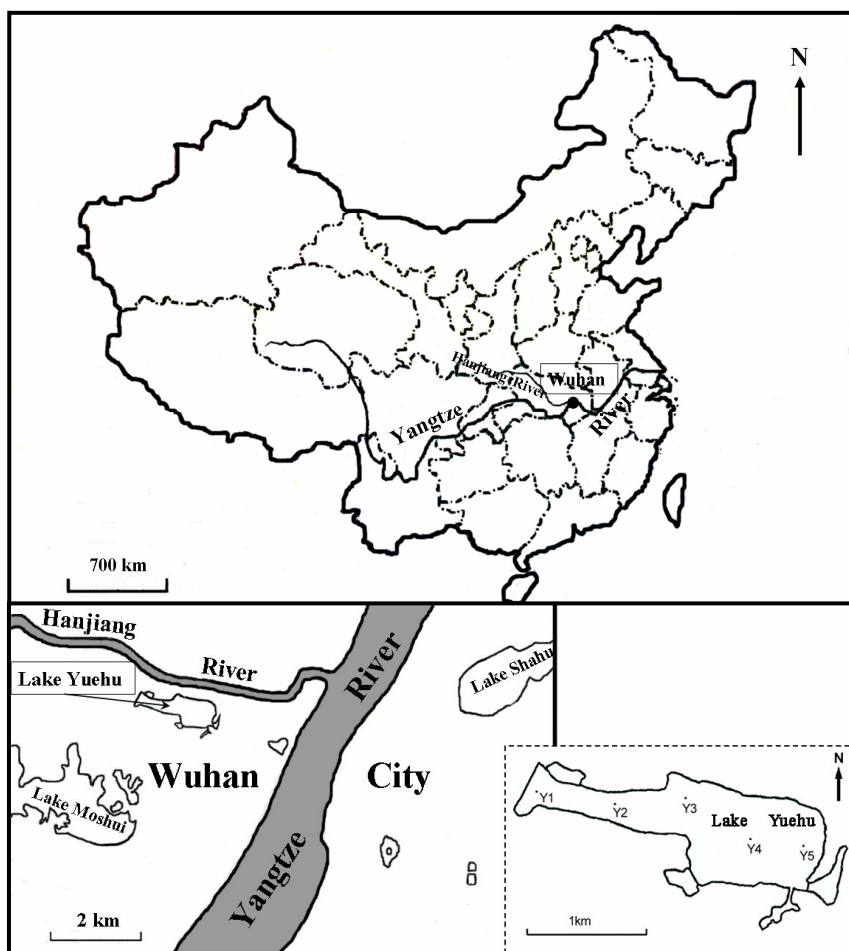 N
Hanjiang River
Wuhan
Yangtze
River
700 km
Hanjiang
River
River
Lake Shahu
Lake Yuehu
Wuhan
City
Lake Moshui
Yangtze
2 km
N
Y1
Y2
Y3
Lake Yuehu
Y4
Y5
1km